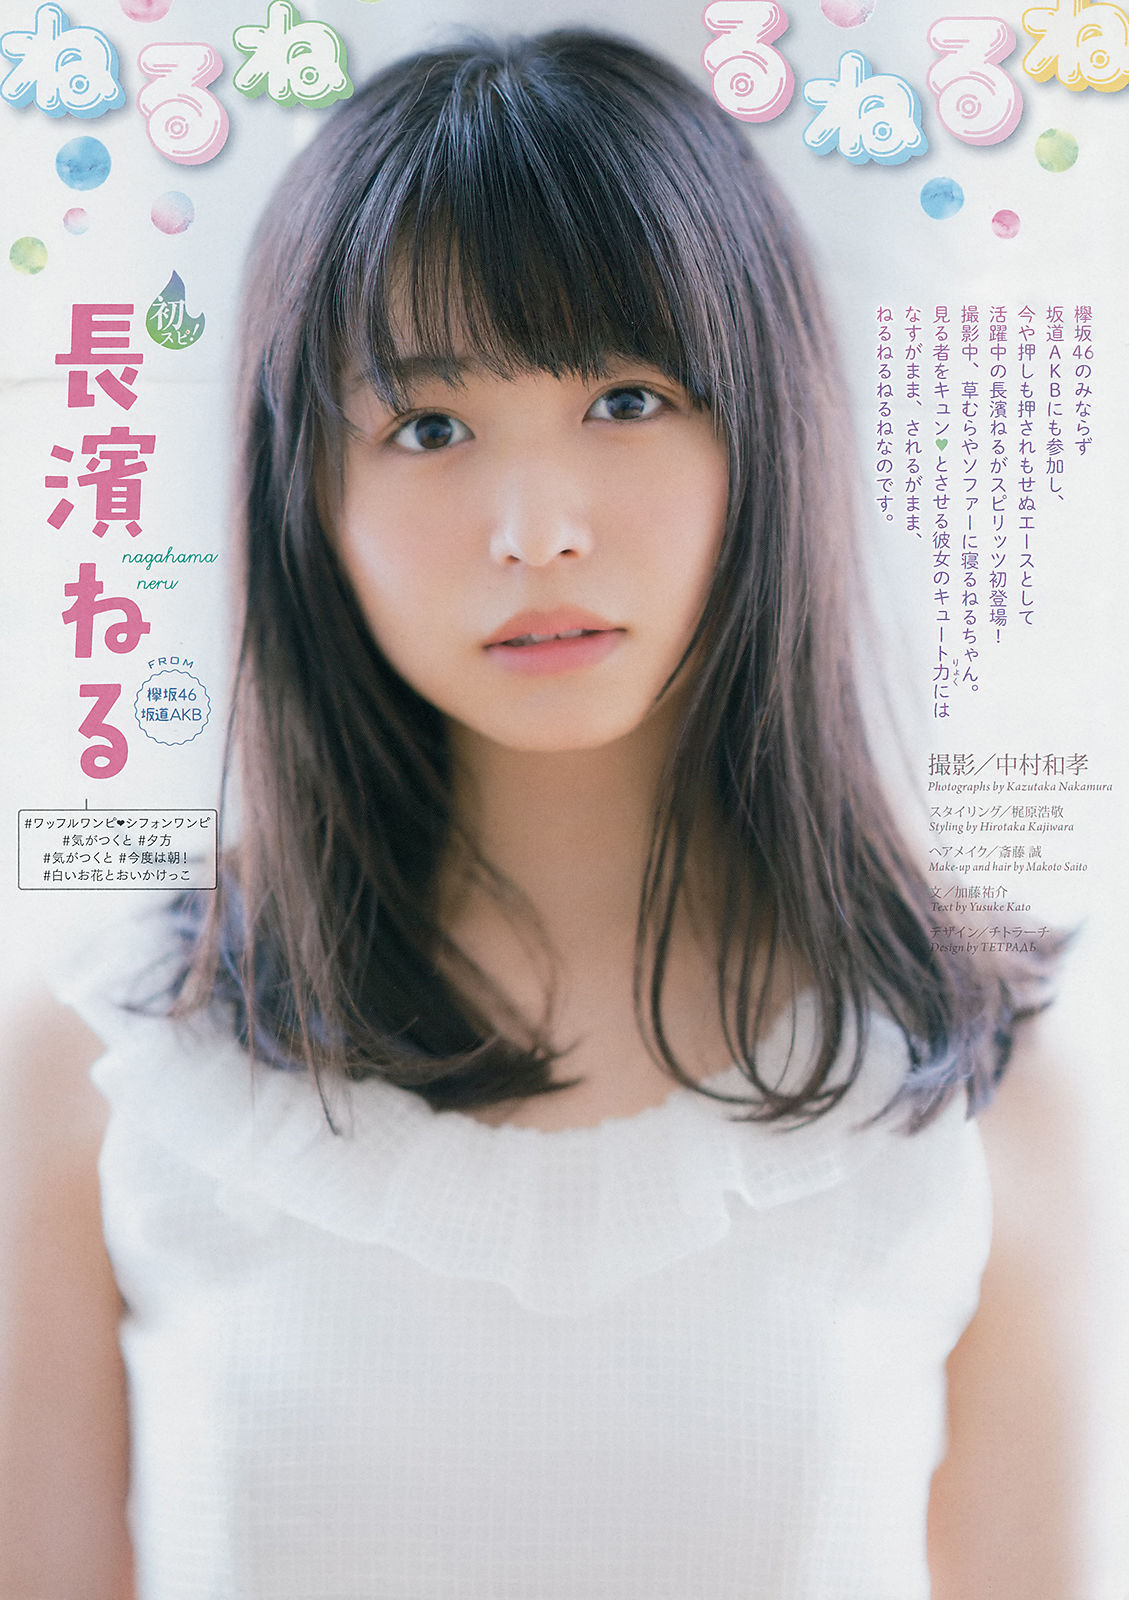 ねるね
るねるね
初
スピ!
長濱ねる
nagahama
neru
FROM
欅坂46
坂道AKB
#ワッフルワンピ❤シフォンワンピ
#気がつくと #夕方
#気がつくと #今度は朝!
#白いお花とおいかけっこ
欅坂46のみならず
坂道AKBにも参加し、
今や押しも押されもせぬエースとして
活躍中の長濱ねるがスピリッツ初登場!
撮影中、草むらやソファーに寝るねるちゃん。
見る者をキュン♥とさせる彼女のキュート力には
りょく
なすがまま、されるがまま、
ねるねるねるねなのです。
撮影／中村和孝
Photographs by Kazutaka Nakamura
スタイリング／梶原浩敬
Styling by Hirotaka Kajiwara
ヘアメイク／斎藤 誠
Make-up and hair by Makoto Saito
文／加藤祐介
Text by Yusuke Kato
デザイン／チトラーチ
Design by ТЕТРАДЬ